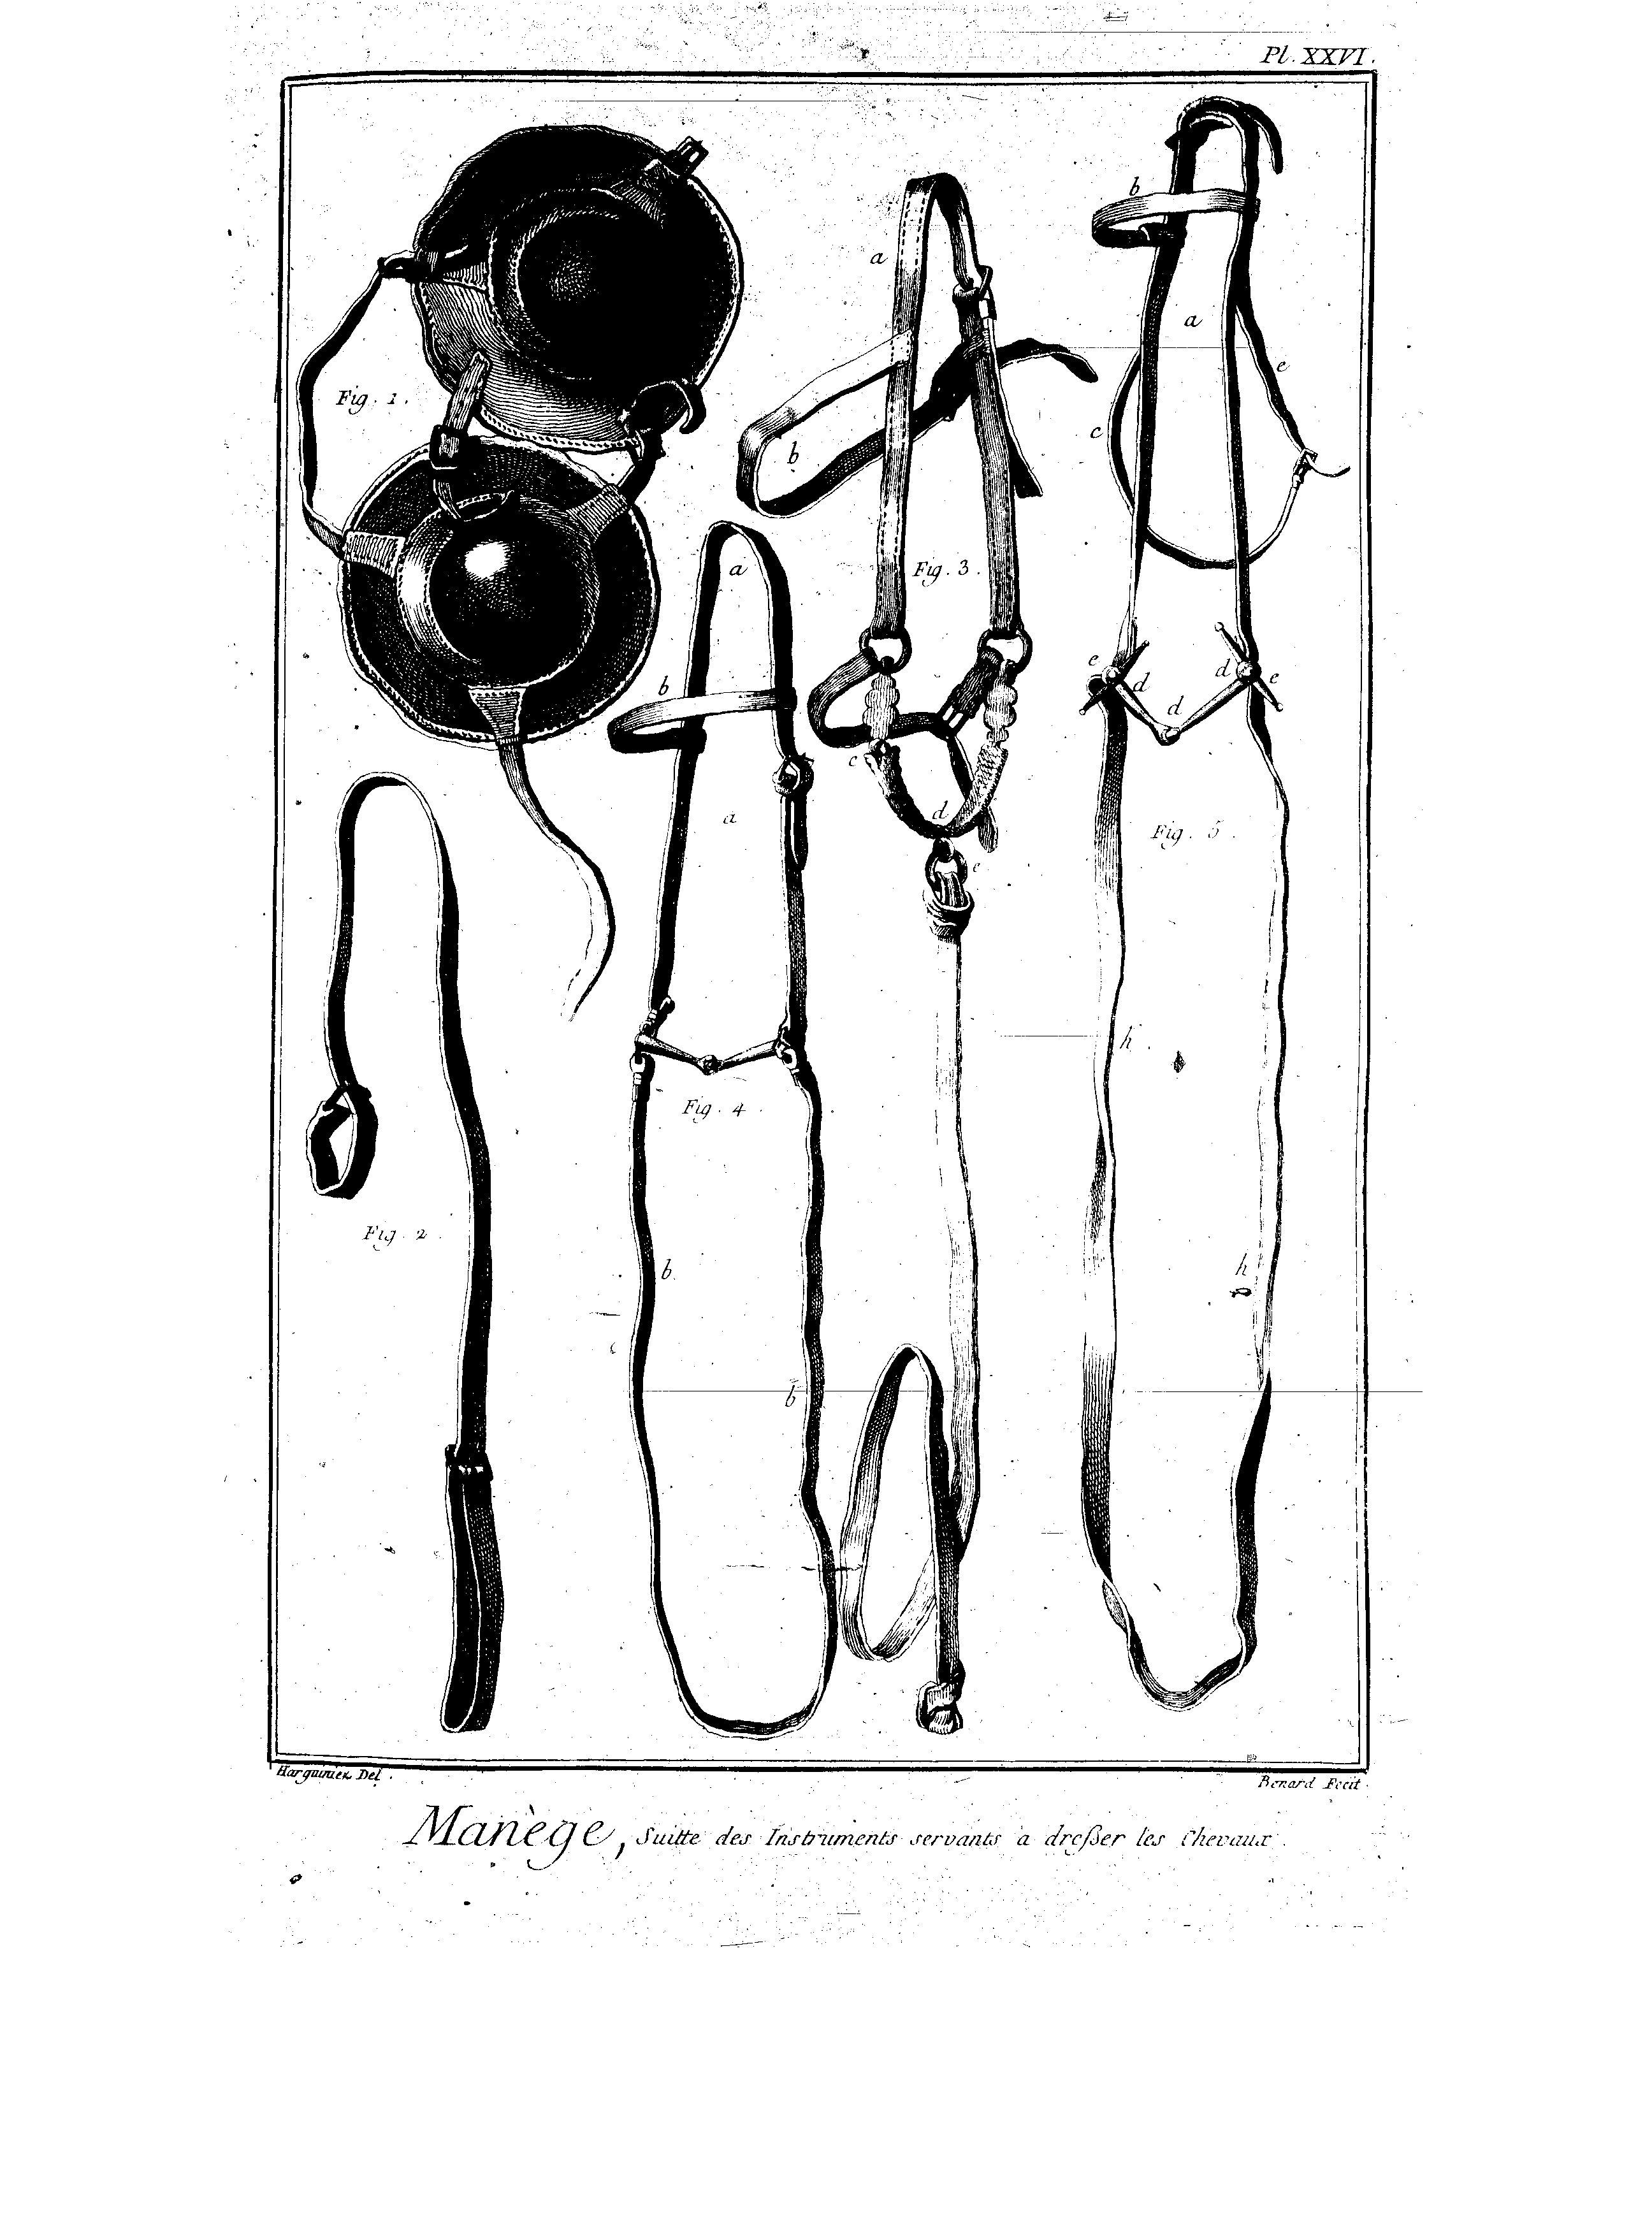 Pl. XXVI.
b
a
a
e
Fig. 1.
c
b
Fig. 3.
a
e
d
d
e
b
d
c
d
a
Fig. 5.
e
h.
Fig. 4.
Fig. 2.
b.
h
b
Harguinier Del.
Benard Fecit.
Manège, Suitte des Instruments servants a dreßer les Chevaux.